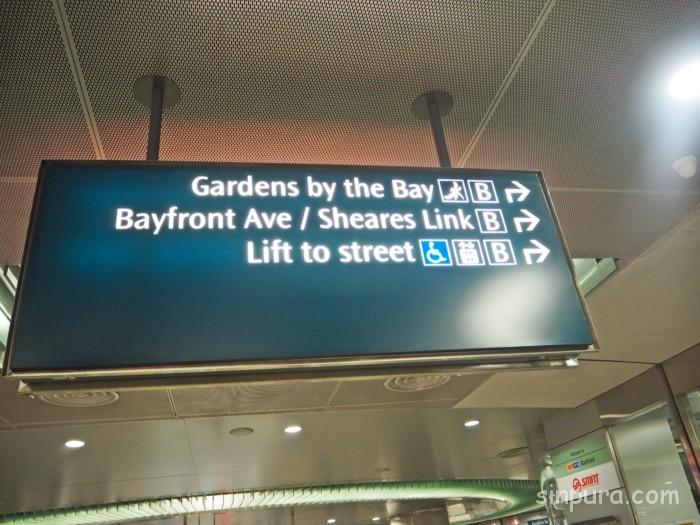 Gardens by the Bay B
Bayfront Ave / Sheares Link B
Lift to street B
SMRT
sinpura.com